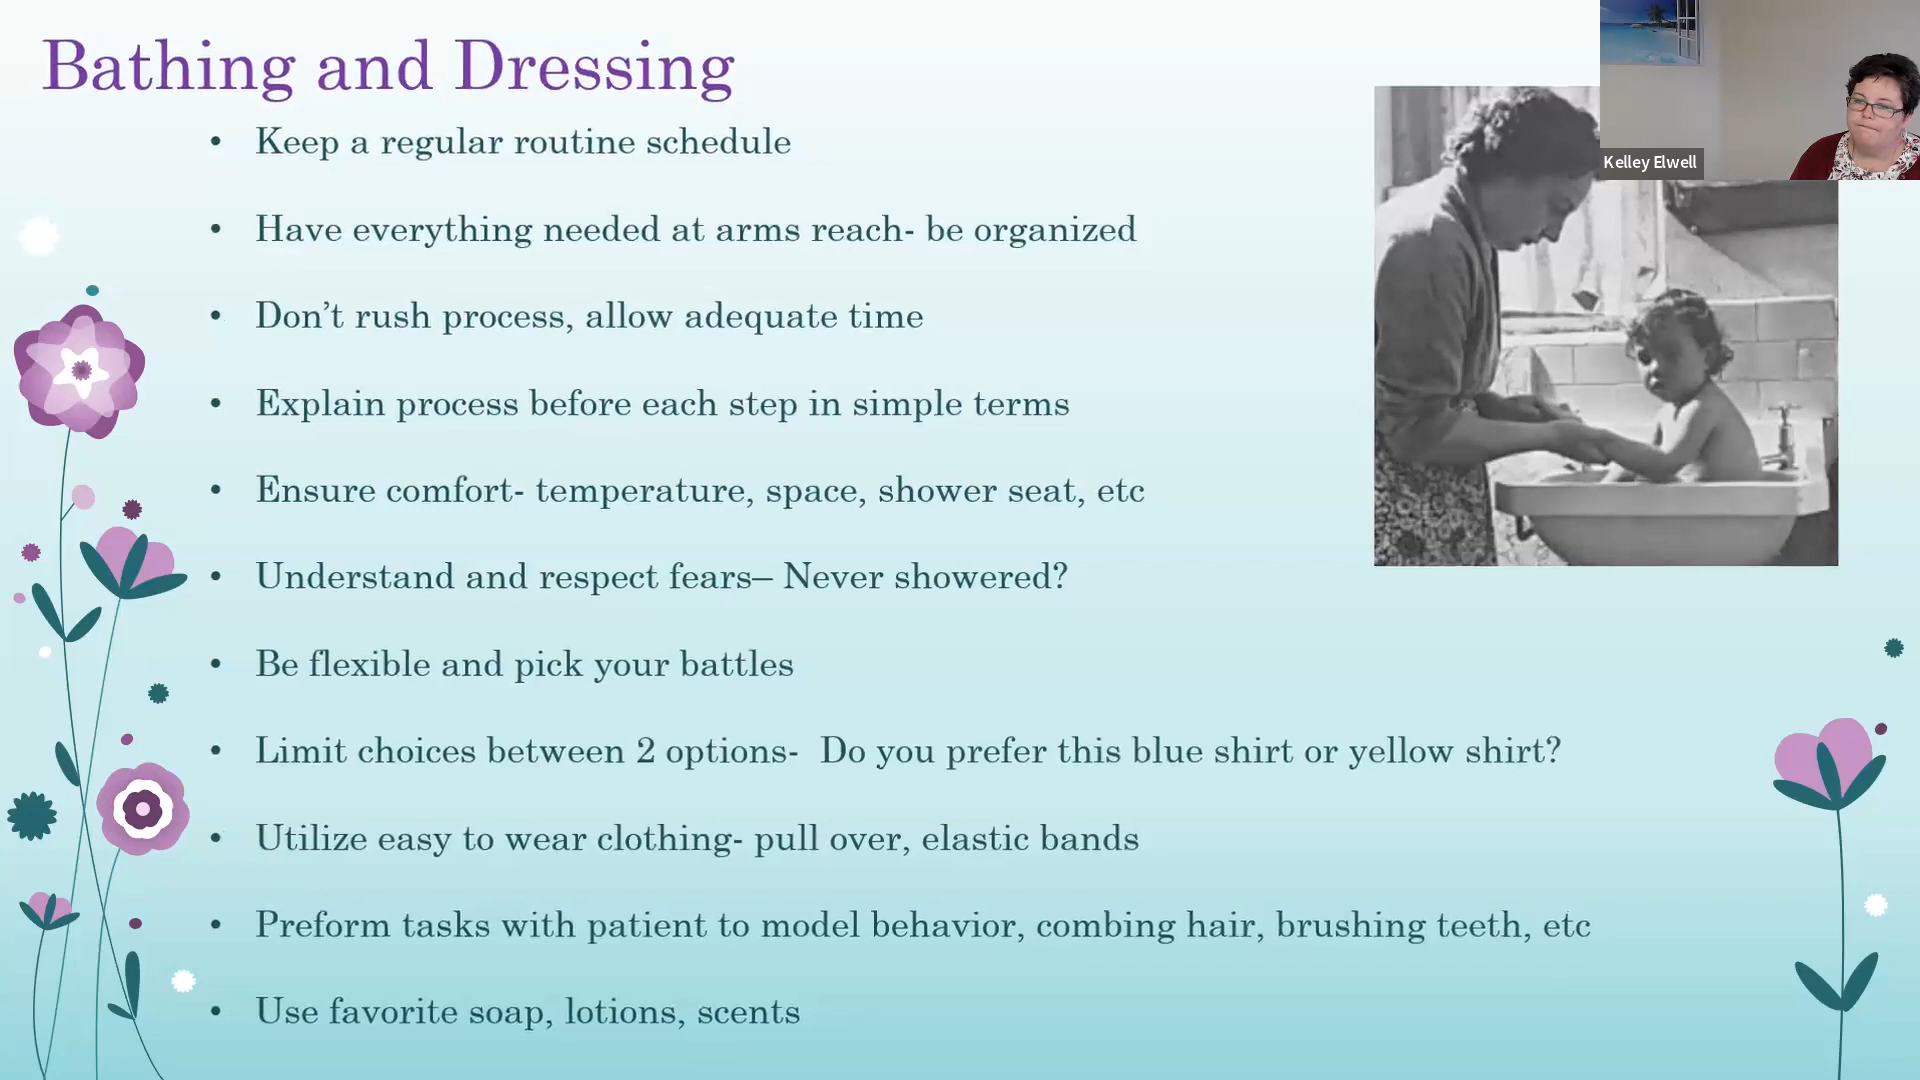 Bathing and Dressing
• Keep a regular routine schedule
• Have everything needed at arms reach- be organized
• Don’t rush process, allow adequate time
• Explain process before each step in simple terms
• Ensure comfort- temperature, space, shower seat, etc
• Understand and respect fears– Never showered?
• Be flexible and pick your battles
• Limit choices between 2 options-  Do you prefer this blue shirt or yellow shirt?
• Utilize easy to wear clothing- pull over, elastic bands
• Preform tasks with patient to model behavior, combing hair, brushing teeth, etc
• Use favorite soap, lotions, scents
Kelley Elwell